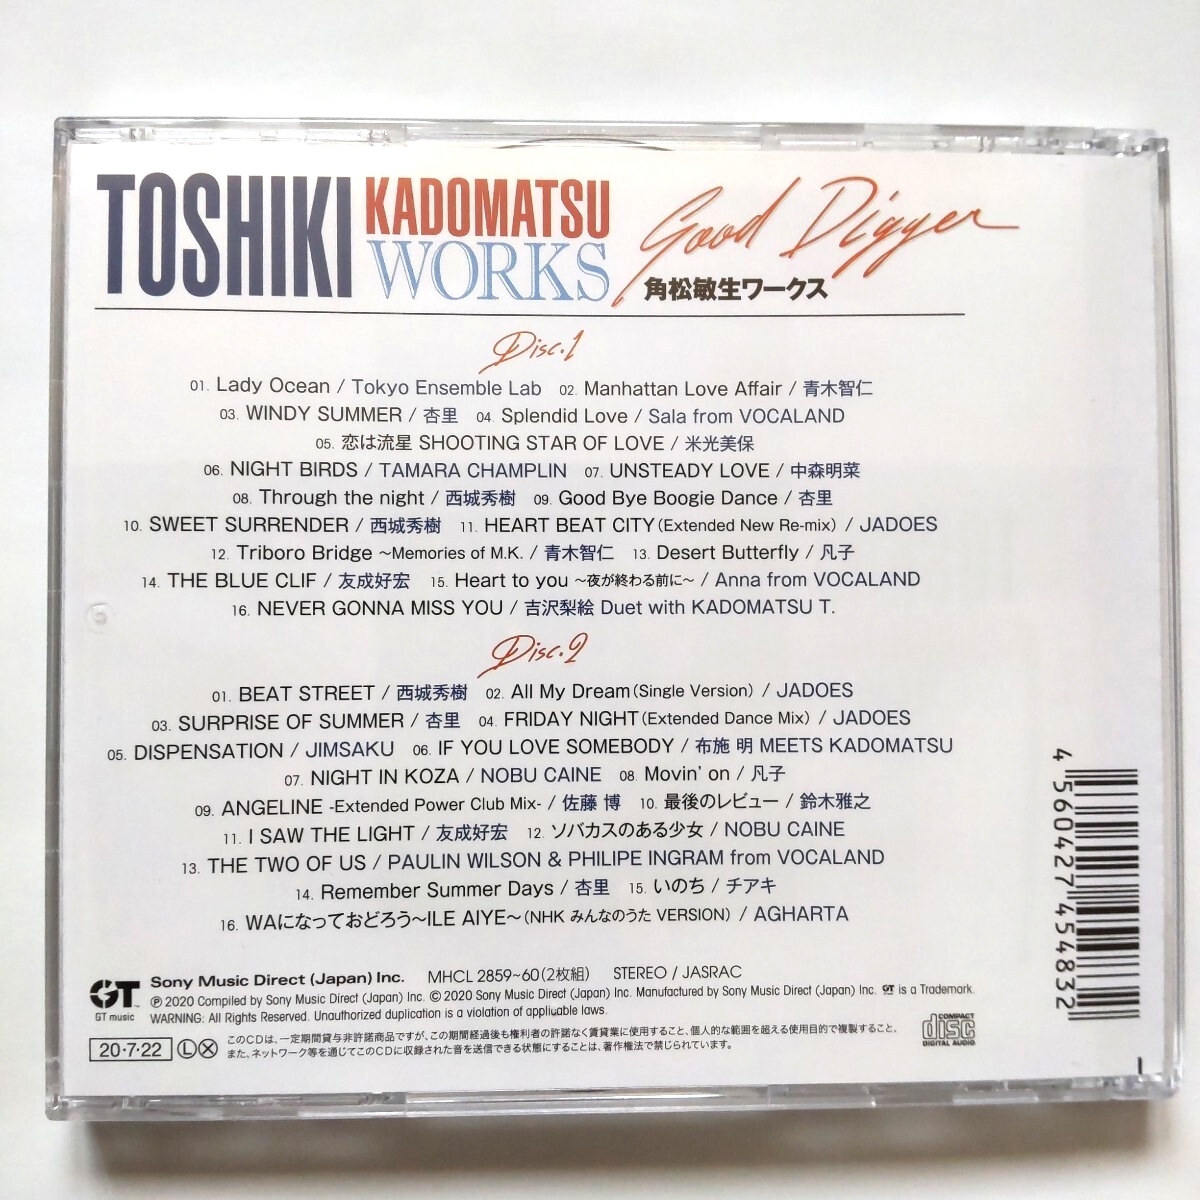 TOSHIKI KADOMATSU WORKS Good Digger
角松敏生ワークス
Disc.1
01. Lady Ocean / Tokyo Ensemble Lab 02. Manhattan Love Affair / 青木智仁
03. WINDY SUMMER / 杏里 04. Splendid Love / Sala from VOCALAND
05. 恋は流星 SHOOTING STAR OF LOVE / 米光美保
06. NIGHT BIRDS / TAMARA CHAMPLIN 07. UNSTEADY LOVE / 中森明菜
08. Through the night / 西城秀樹 09. Good Bye Boogie Dance / 杏里
10. SWEET SURRENDER / 西城秀樹 11. HEART BEAT CITY (Extended New Re-mix) / JADOES
12. Triboro Bridge ～Memories of M.K. / 青木智仁 13. Desert Butterfly / 凡子
14. THE BLUE CLIF / 友成好宏 15. Heart to you ～夜が終わる前に～ / Anna from VOCALAND
16. NEVER GONNA MISS YOU / 吉沢梨絵 Duet with KADOMATSU T.
Disc.2
01. BEAT STREET / 西城秀樹 02. All My Dream (Single Version) / JADOES
03. SURPRISE OF SUMMER / 杏里 04. FRIDAY NIGHT (Extended Dance Mix) / JADOES
05. DISPENSATION / JIMSAKU 06. IF YOU LOVE SOMEBODY / 布施 明 MEETS KADOMATSU
07. NIGHT IN KOZA / NOBU CAINE 08. Movin' on / 凡子
09. ANGELINE -Extended Power Club Mix- / 佐藤 博 10. 最後のレビュー / 鈴木雅之
11. I SAW THE LIGHT / 友成好宏 12. ソバカスのある少女 / NOBU CAINE
13. THE TWO OF US / PAULIN WILSON & PHILIPE INGRAM from VOCALAND
14. Remember Summer Days / 杏里 15. いのち / チアキ
16. WAになっておどろう～ILE AIYE～ (NHK みんなのうた VERSION) / AGHARTA
4 560427 454832
GT GT music
Sony Music Direct (Japan) Inc. MHCL 2859~60 (2枚組) STEREO / JASRAC
℗ 2020 Compiled by Sony Music Direct (Japan) Inc. © 2020 Sony Music Direct (Japan) Inc. Manufactured by Sony Music Direct (Japan) Inc. GT is a Trademark.
WARNING: All Rights Reserved. Unauthorized duplication is a violation of applicable laws.
20・7・22 Ⓛ Ⓧ
このCDは、一定期間貸与非許諾商品ですが、この期間経過後も権利者の許諾なく賃貸業に使用すること、個人的な範囲を超える使用目的で複製すること、
また、ネットワーク等を通じてこのCDに収録された音を送信できる状態にすることは、著作権法で禁じられています。
COMPACT disc DIGITAL AUDIO
I